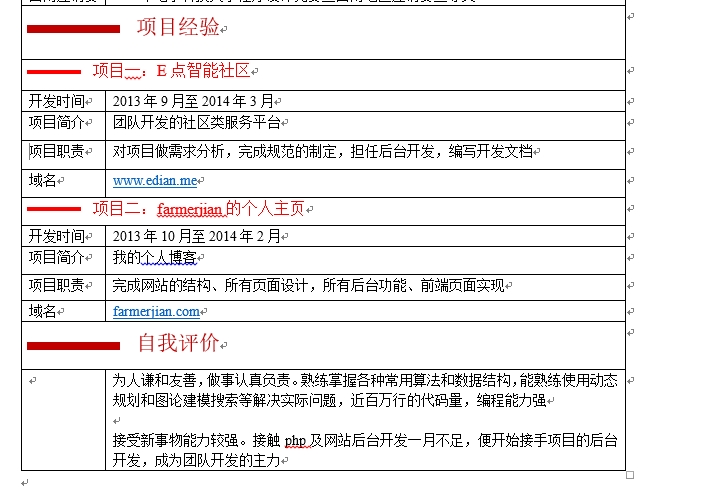 项目经验
项目一：E 点智能社区
开发时间 2013 年 9 月至 2014 年 3 月
项目简介 团队开发的社区类服务平台
项目职责 对项目做需求分析，完成规范的制定，担任后台开发，编写开发文档
域名 www.edian.me
项目二：farmerjian 的个人主页
开发时间 2013 年 10 月至 2014 年 2 月
项目简介 我的个人博客
项目职责 完成网站的结构、所有页面设计，所有后台功能、前端页面实现
域名 farmerjian.com
自我评价
为人谦和友善，做事认真负责。熟练掌握各种常用算法和数据结构，能熟练使用动态
规划和图论建模搜索等解决实际问题，近百万行的代码量，编程能力强
接受新事物能力较强。接触 php 及网站后台开发一月不足，便开始接手项目的后台
开发，成为团队开发的主力